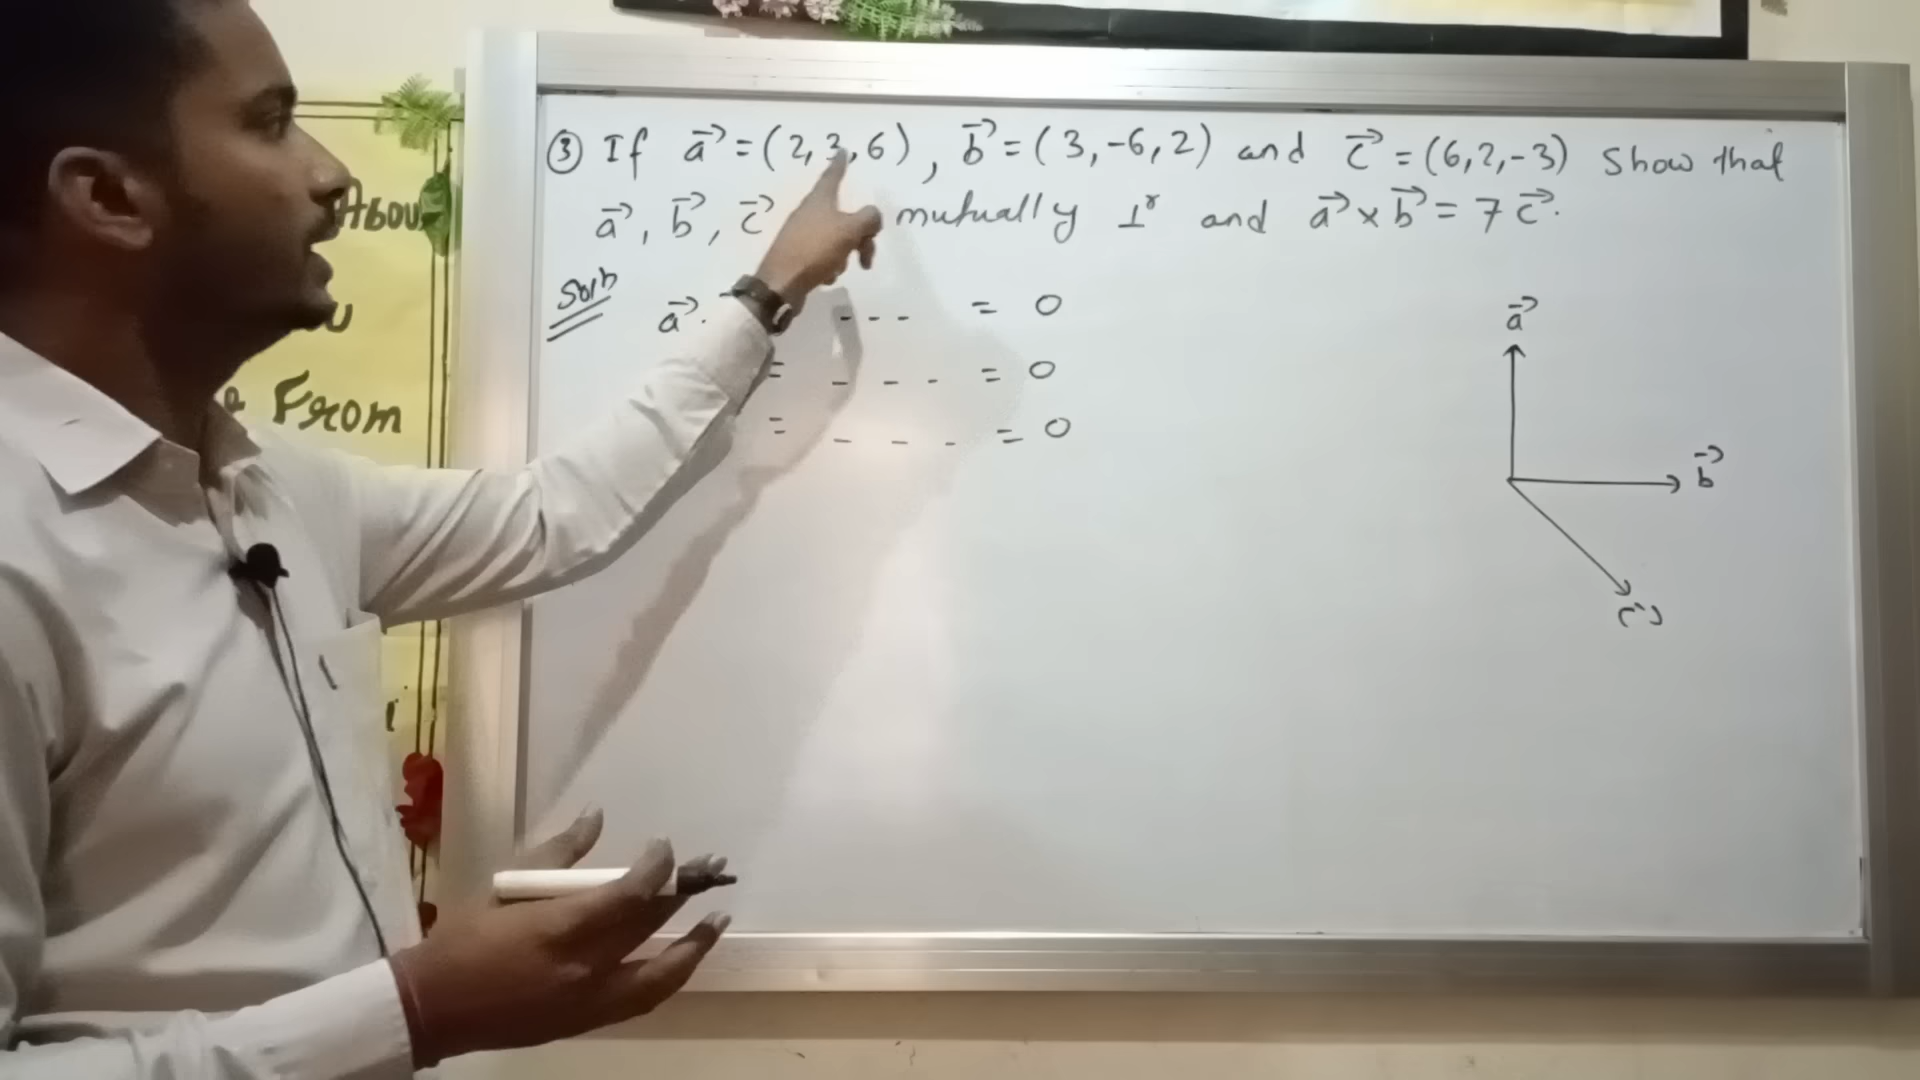 ③ If a⃗ = (2,3,6), b⃗ = (3,-6,2) and c⃗ = (6,2,-3) Show that
a⃗, b⃗, c⃗ mutually ⊥ʳ and a⃗ × b⃗ = 7c⃗.
Soln
a⃗. --- = 0
= --- = 0
= --- = 0
a⃗
b⃗
c⃗
Abou
From